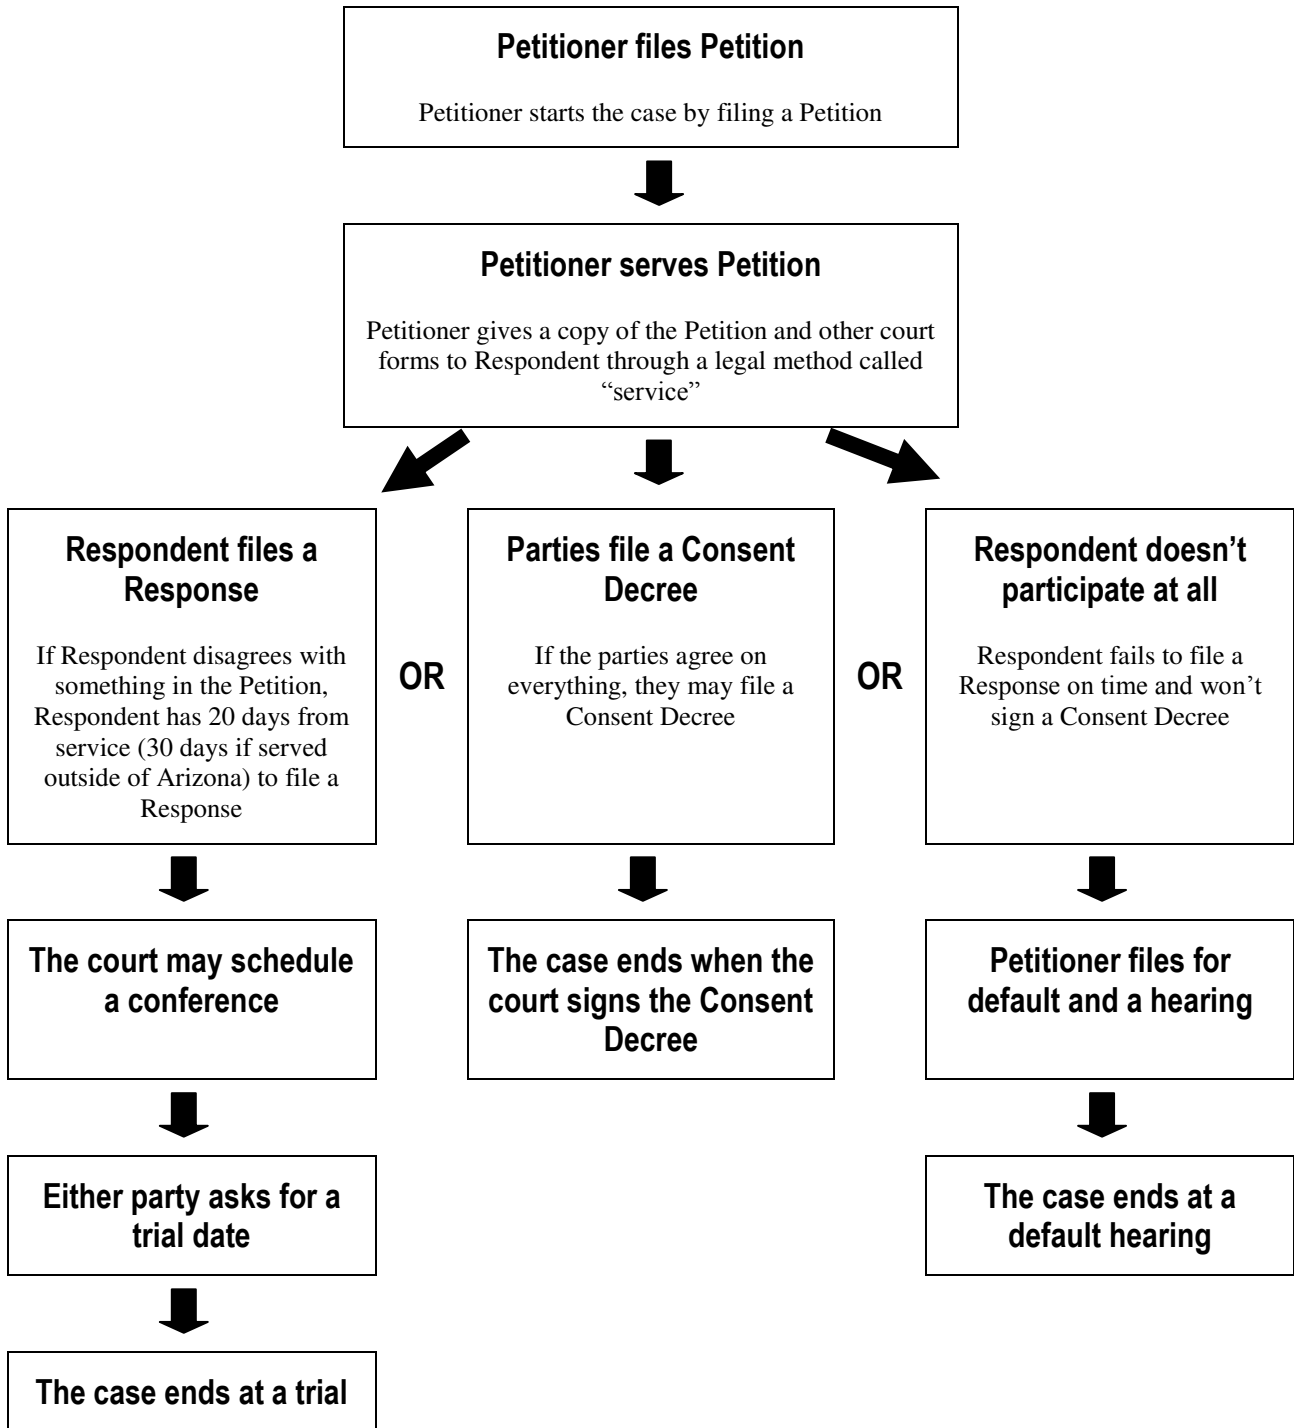 Petitioner files Petition
Petitioner starts the case by filing a Petition
Petitioner serves Petition
Petitioner gives a copy of the Petition and other court
forms to Respondent through a legal method called
“service”
Respondent files a
Response
If Respondent disagrees with
something in the Petition,
Respondent has 20 days from
service (30 days if served
outside of Arizona) to file a
Response
OR
Parties file a Consent
Decree
If the parties agree on
everything, they may file a
Consent Decree
OR
Respondent doesn’t
participate at all
Respondent fails to file a
Response on time and won’t
sign a Consent Decree
The court may schedule
a conference
The case ends when the
court signs the Consent
Decree
Petitioner files for
default and a hearing
Either party asks for a
trial date
The case ends at a
default hearing
The case ends at a trial